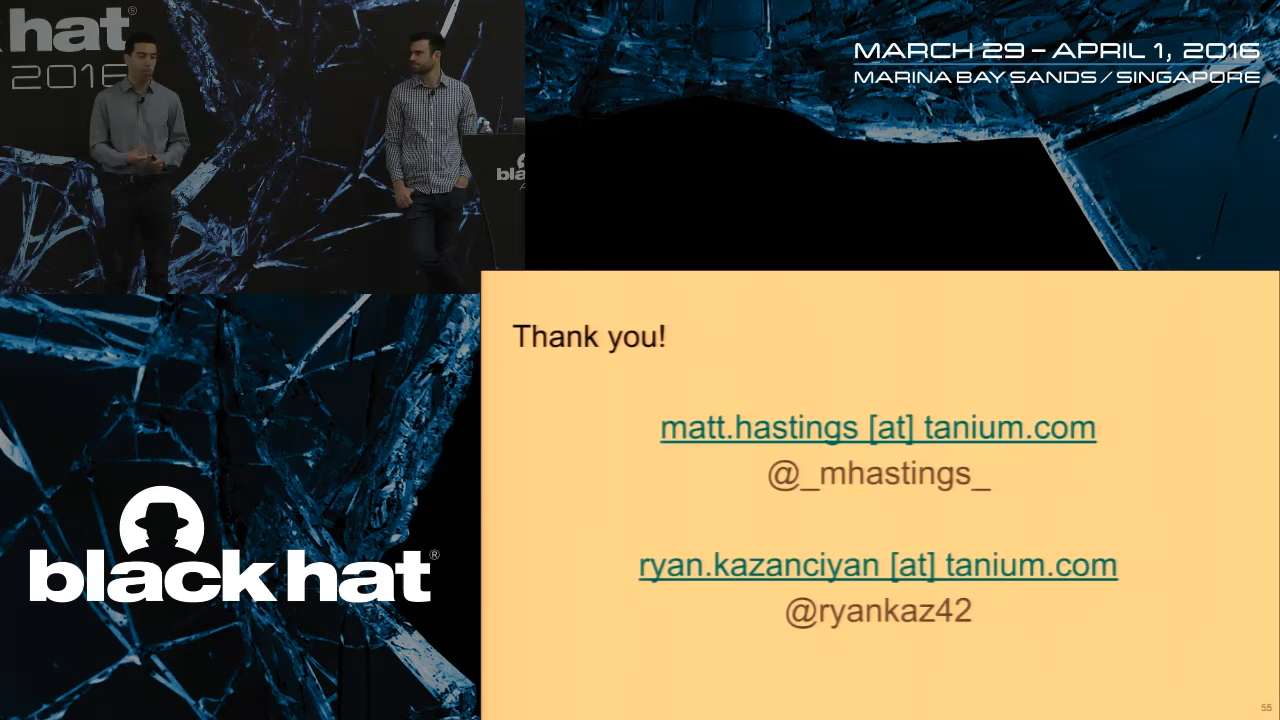 hat®
2016
MARCH 29 – APRIL 1, 2016
MARINA BAY SANDS / SINGAPORE
Thank you!
matt.hastings [at] tanium.com
@_mhastings_
ryan.kazanciyan [at] tanium.com
@ryankaz42
black hat®
55